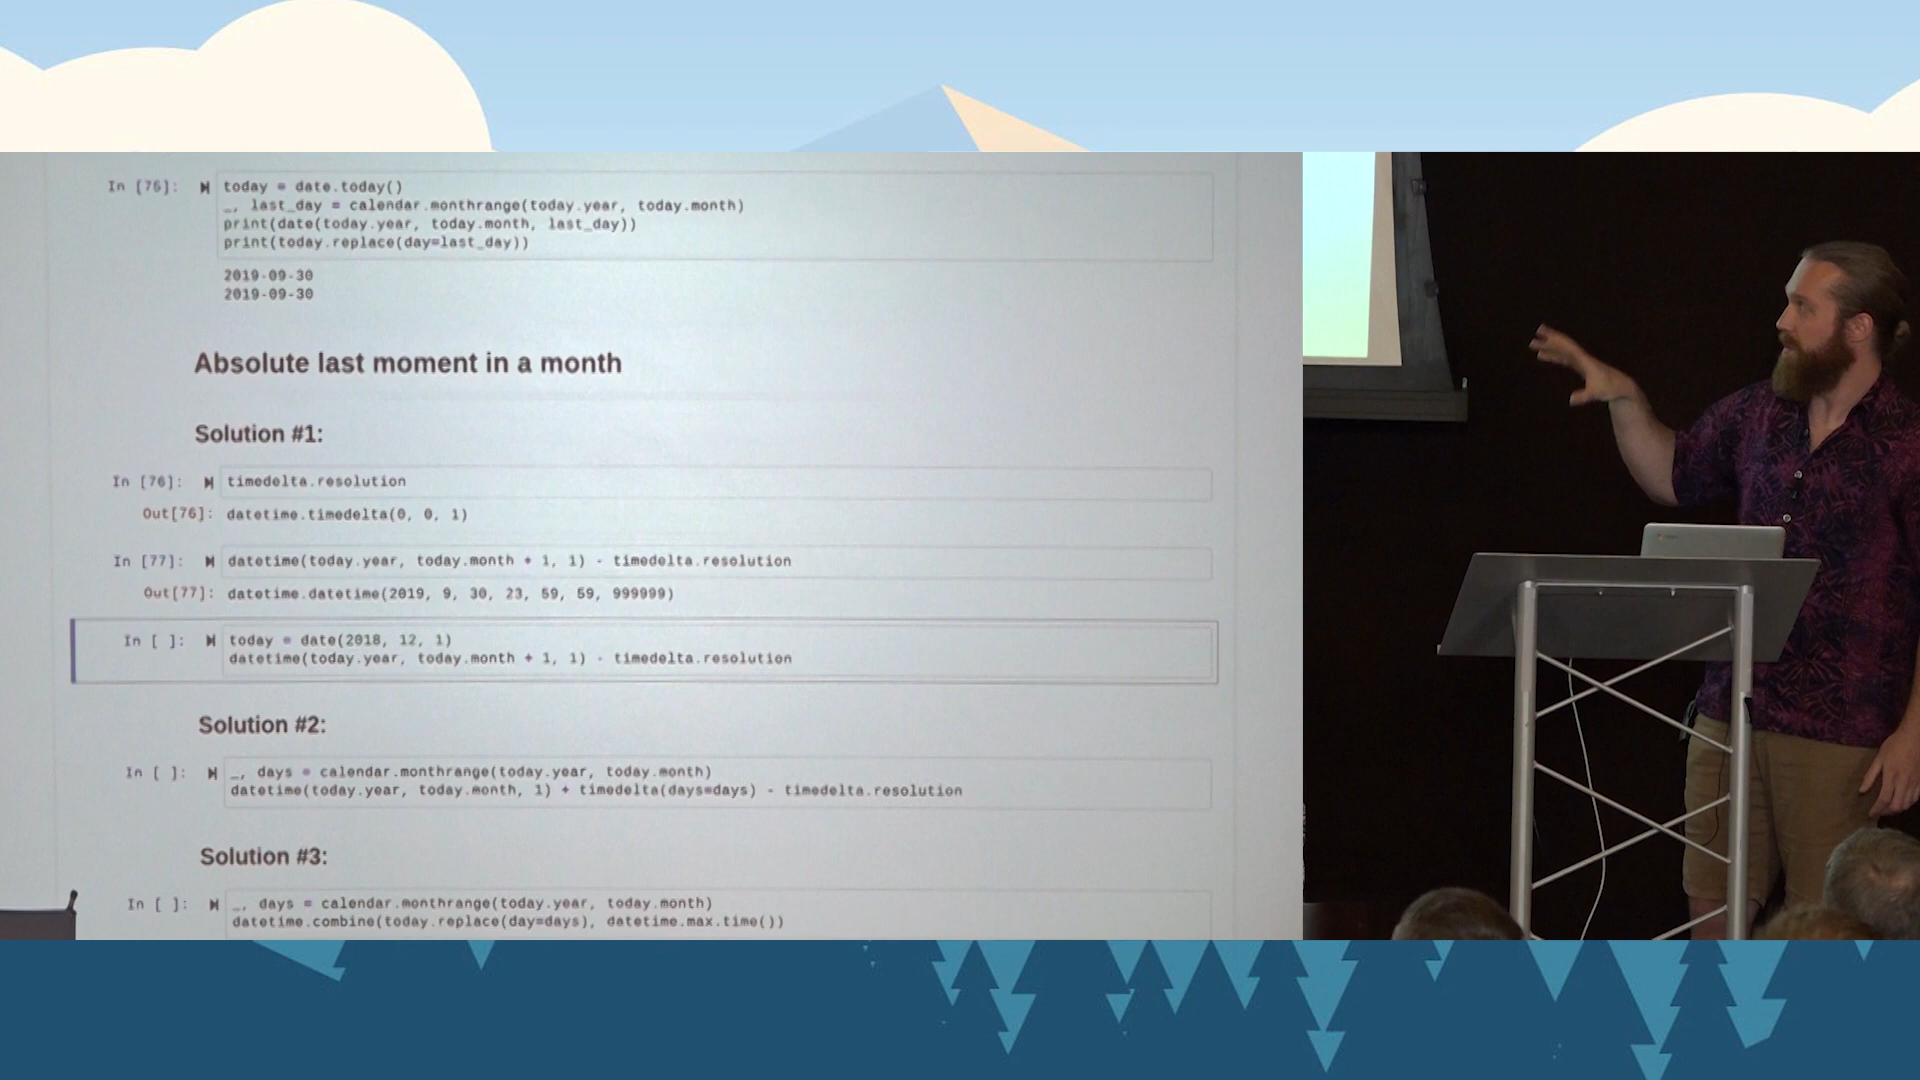 In [76]: today = date.today()
_, last_day = calendar.monthrange(today.year, today.month)
print(date(today.year, today.month, last_day))
print(today.replace(day=last_day))
2019-09-30
2019-09-30
Absolute last moment in a month
Solution #1:
In [76]: timedelta.resolution
Out[76]: datetime.timedelta(0, 0, 1)
In [77]: datetime(today.year, today.month + 1, 1) - timedelta.resolution
Out[77]: datetime.datetime(2019, 9, 30, 23, 59, 59, 999999)
In [ ]: today = date(2018, 12, 1)
datetime(today.year, today.month + 1, 1) - timedelta.resolution
Solution #2:
In [ ]: _, days = calendar.monthrange(today.year, today.month)
datetime(today.year, today.month, 1) + timedelta(days=days) - timedelta.resolution
Solution #3:
In [ ]: _, days = calendar.monthrange(today.year, today.month)
datetime.combine(today.replace(day=days), datetime.max.time())